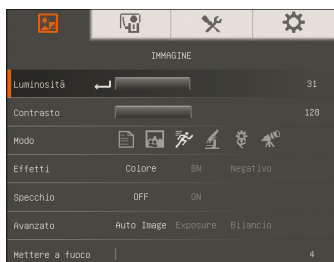 IMMAGINE
Luminosità 31
Contrasto 128
Modo
Effetti Colore BN Negativo
Specchio OFF ON
Avanzato Auto Image Exposure Bilancio
Mettere a fuoco 4